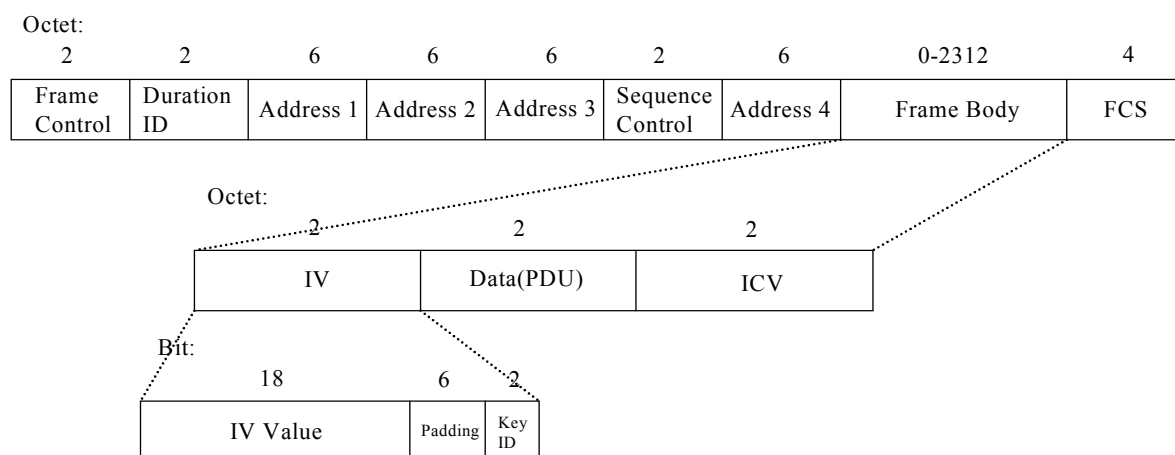 Octet:
2 2 6 6 6 2 6 0-2312 4
Frame Control
Duration ID
Address 1
Address 2
Address 3
Sequence Control
Address 4
Frame Body
FCS
Octet:
2 2 2
IV
Data(PDU)
ICV
Bit:
18 6 2
IV Value
Padding
Key ID